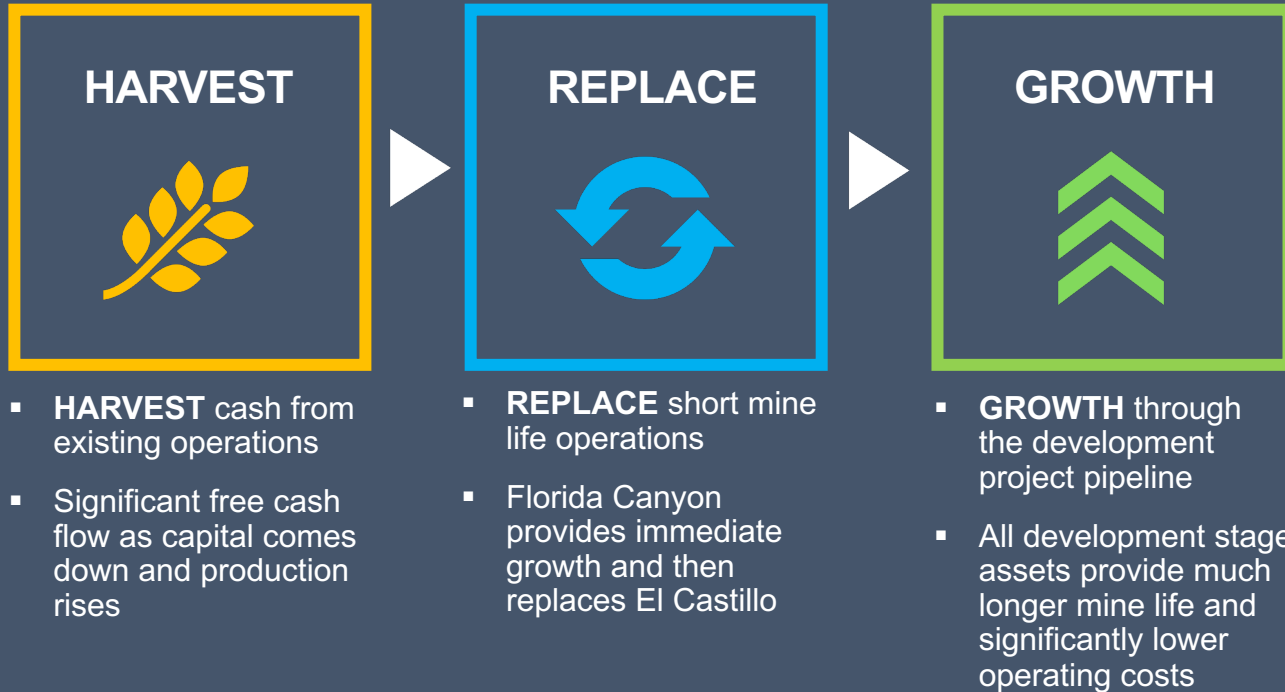 HARVEST
REPLACE
GROWTH
▪ HARVEST cash from
existing operations
▪ Significant free cash
flow as capital comes
down and production
rises
▪ REPLACE short mine
life operations
▪ Florida Canyon
provides immediate
growth and then
replaces El Castillo
▪ GROWTH through
the development
project pipeline
▪ All development stage
assets provide much
longer mine life and
significantly lower
operating costs